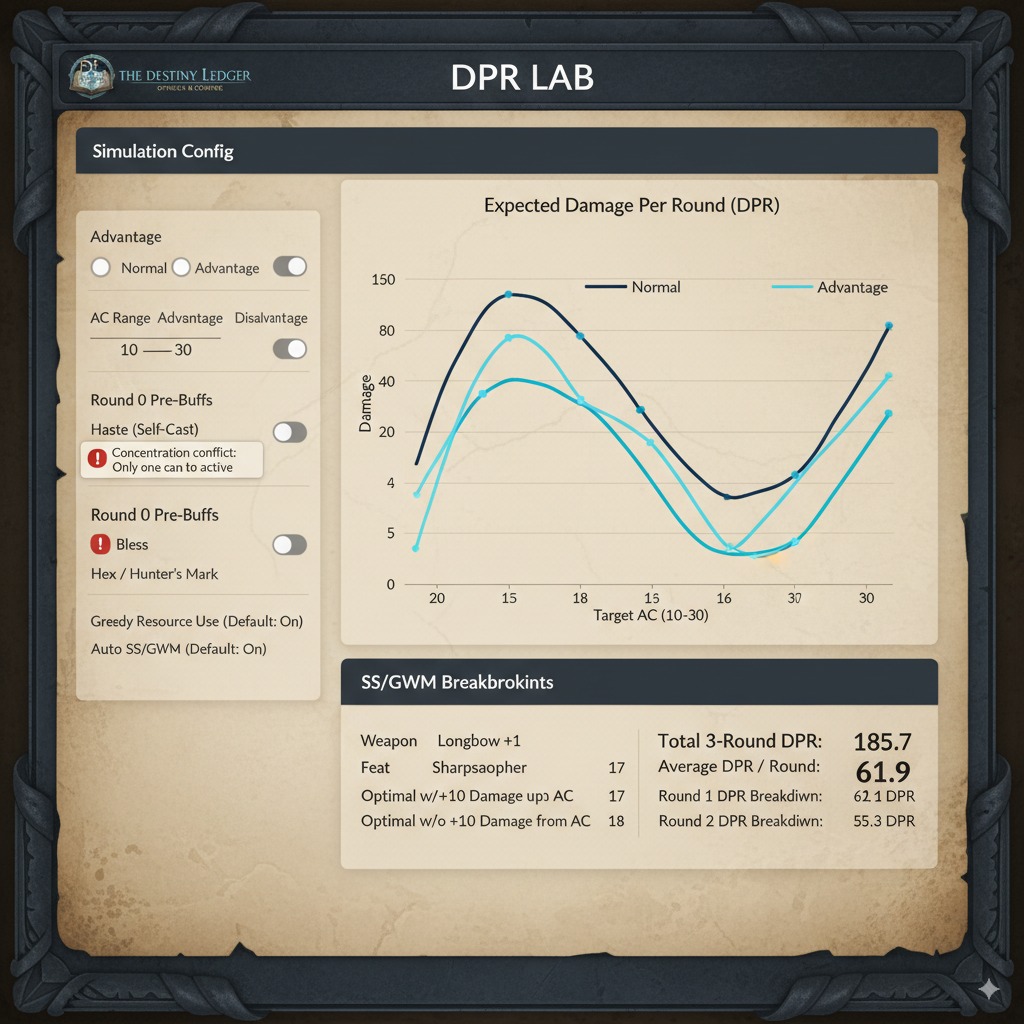 THE DESTINY LEDGER
DPR LAB
Simulation Config
Advantage
Normal Advantage
AC Range Advantage Disalvantage
10 — 30
Round 0 Pre-Buffs
Haste (Self-Cast)
Concentration conflict:
Only one can to active
Round 0 Pre-Buffs
Bless
Hex / Hunter's Mark
Greedy Resource Use (Default: On)
Auto SS/GWM (Default: On)
Expected Damage Per Round (DPR)
Normal Advantage
150
80
40
20
4
5
0
Damage
20 15 18 15 16 37 30
Target AC (10-30)
SS/GWM Breakbrokints
Weapon Longbow +1
Feat Sharpsaopher 17
Optimal w/+10 Damage up AC 17
Optimal w/o +10 Damage from AC 18
Total 3-Round DPR: 185.7
Average DPR / Round: 61.9
Round 1 DPR Breakdiwn: 62 1 DPR
Round 2 DPR Breakdiwn: 55.3 DPR